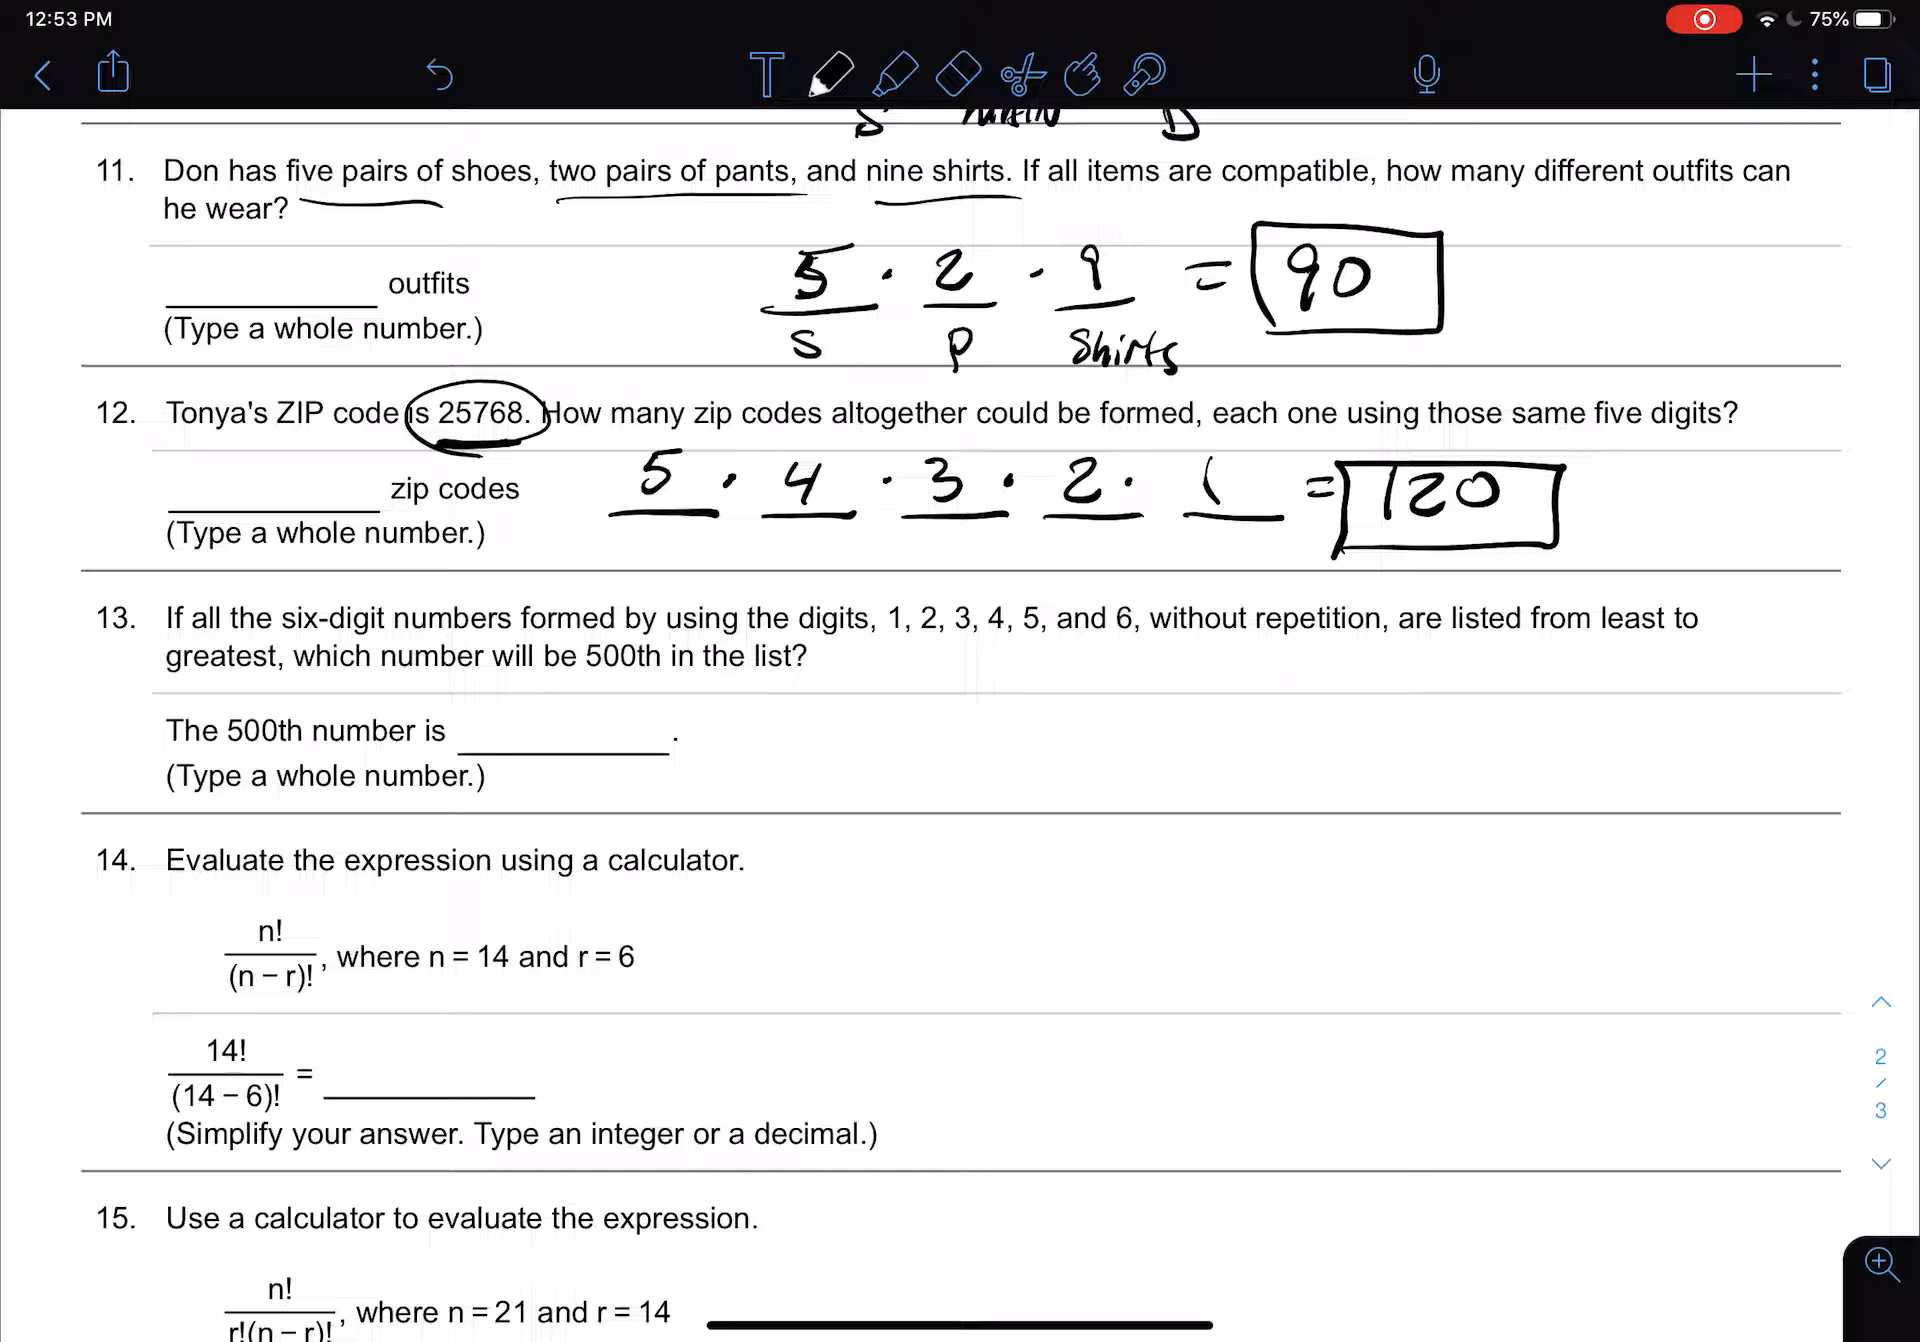 12:53 PM
75%
11. Don has five pairs of shoes, two pairs of pants, and nine shirts. If all items are compatible, how many different outfits can
he wear?
5 · 2 · 9 = 90
outfits
(Type a whole number.)
S P Shirts
12. Tonya's ZIP code is 25768. How many zip codes altogether could be formed, each one using those same five digits?
zip codes 5 · 4 · 3 · 2 · 1 = 120
(Type a whole number.)
13. If all the six-digit numbers formed by using the digits, 1, 2, 3, 4, 5, and 6, without repetition, are listed from least to
greatest, which number will be 500th in the list?
The 500th number is ____.
(Type a whole number.)
14. Evaluate the expression using a calculator.
n!
(n − r)!
, where n = 14 and r = 6
14!
(14 − 6)!
=
(Simplify your answer. Type an integer or a decimal.)
15. Use a calculator to evaluate the expression.
n!
r!(n − r)!
, where n = 21 and r = 14
2
/
3